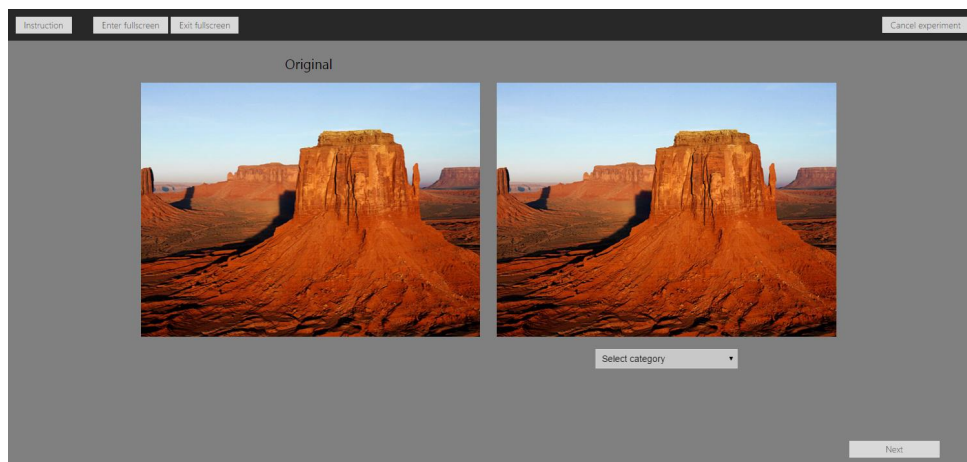 Instruction
Enter fullscreen
Exit fullscreen
Cancel experiment
Original
Select category
Next